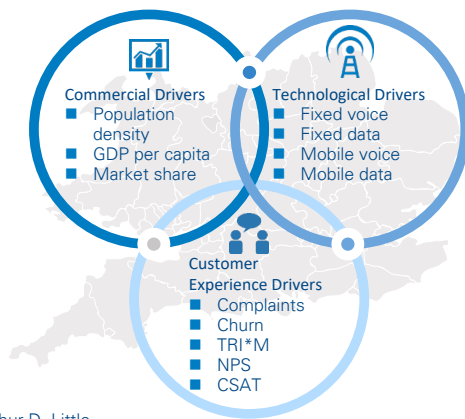 Commercial Drivers
Population
density
GDP per capita
Market share
Technological Drivers
Fixed voice
Fixed data
Mobile voice
Mobile data
Customer
Experience Drivers
Complaints
Churn
TRI*M
NPS
CSAT
D. Little